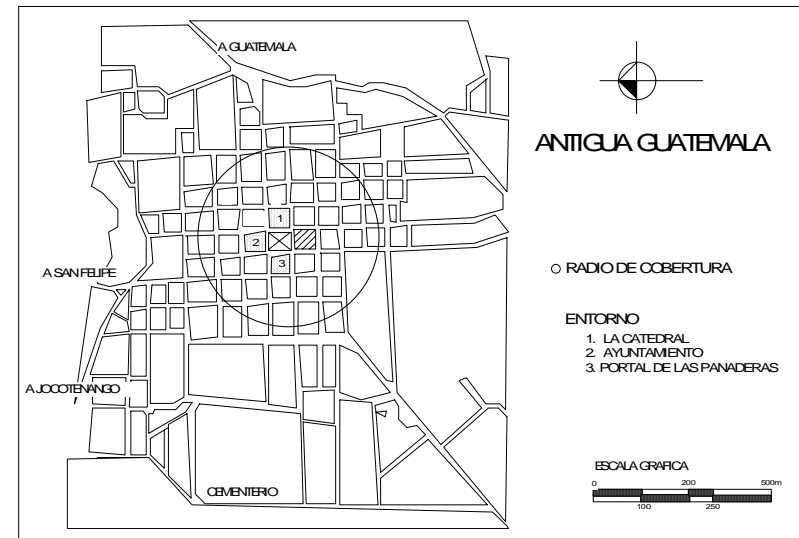 A GUATEMALA
ANTIGUA GUATEMALA
1
2
3
A SAN FELIPE
RADIO DE COBERTURA
ENTORNO
1. LA CATEDRAL
2. AYUNTAMIENTO
3. PORTAL DE LAS PANADERAS
A JOCOTENANGO
CEMENTERIO
ESCALA GRAFICA
0 200 500m
100 250